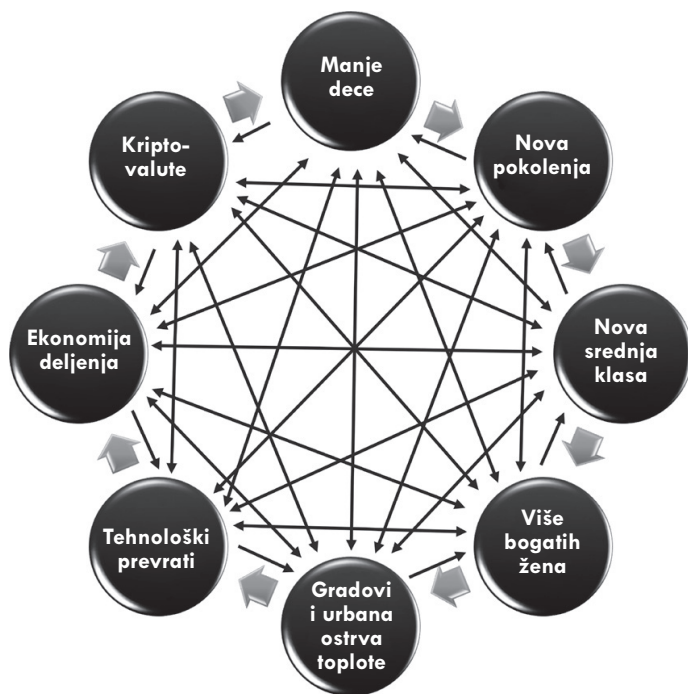 Manje
dece
Nova
pokolenja
Nova
srednja
klasa
Više
bogatih
žena
Gradovi
i urbana
ostrva
toplote
Tehnološki
prevrati
Ekonomija
deljenja
Kripto-
valute